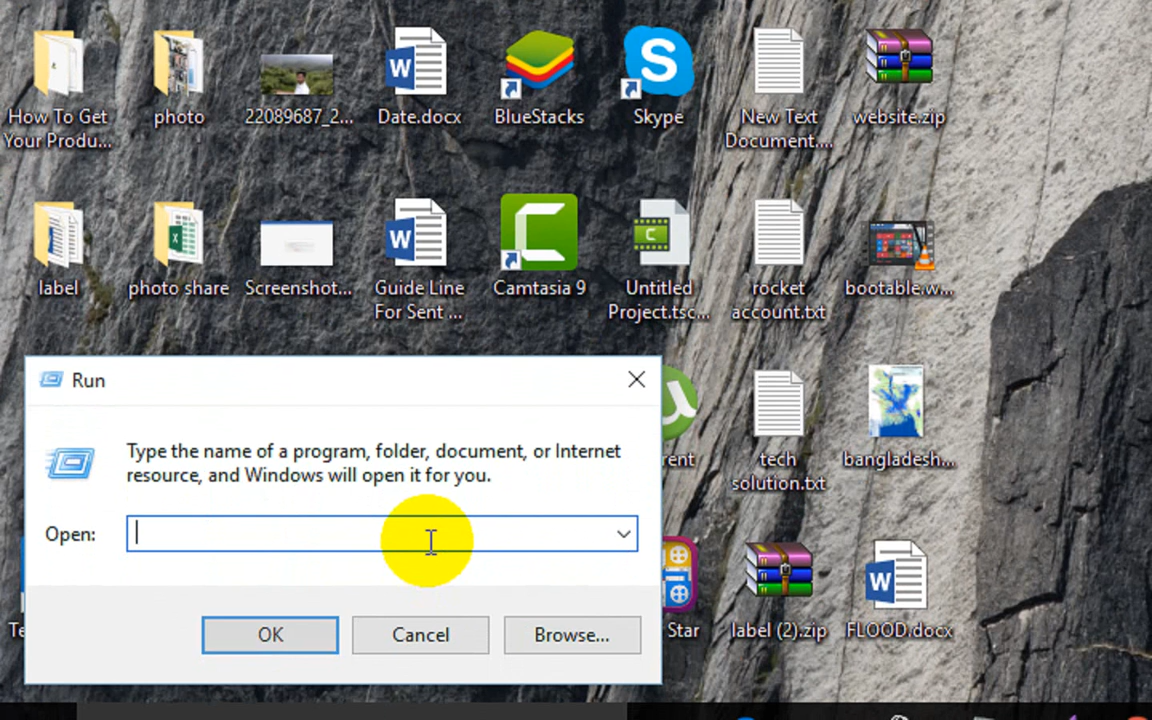 How To Get
Your Produ...
photo
22089687_2...
Date.docx
BlueStacks
Skype
New Text
Document....
website.zip
label
photo share
Screenshot...
Guide Line
For Sent ...
Camtasia 9
Untitled
Project.tsc...
rocket
account.txt
bootable.w...
Run
Type the name of a program, folder, document, or Internet
resource, and Windows will open it for you.
Open:
OK
Cancel
Browse...
rent
tech
solution.txt
bangladesh...
Te
Star
label (2).zip
FLOOD.docx